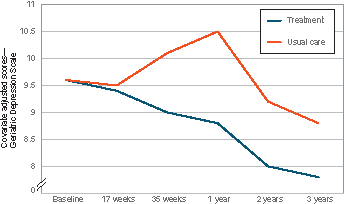 11
10.5
10
9.5
9
8.5
8
0
Covariate adjusted scores—
Geriatric Depression Scale
Treatment
Usual care
Baseline 17 weeks 35 weeks 1 year 2 years 3 years